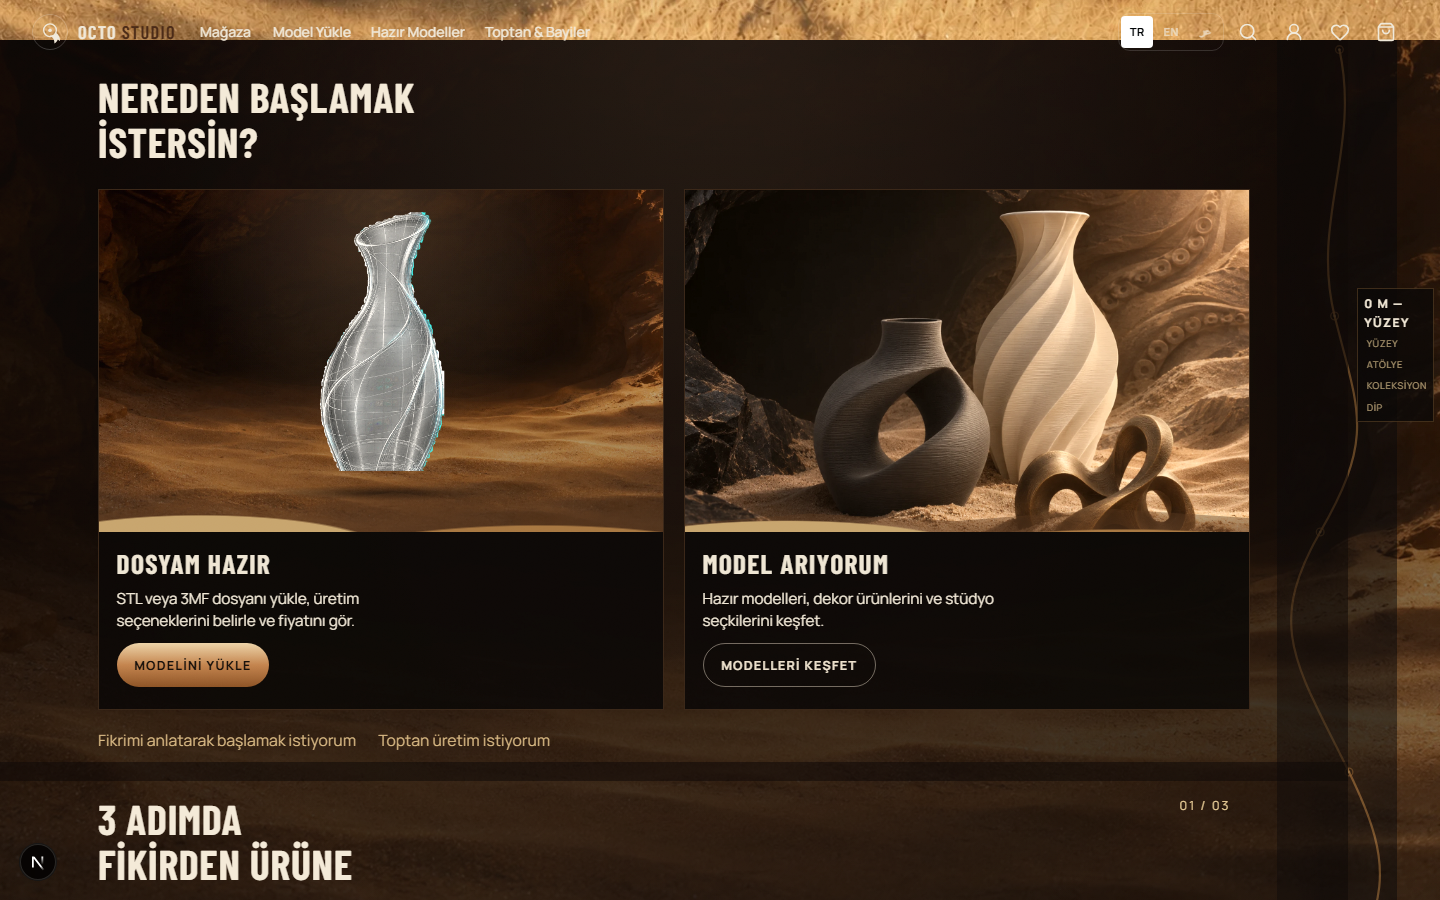 OCTO STUDIO
Mağaza
Model Yükle
Hazır Modeller
Toptan & Bayiler
TR
EN
NEREDEN BAŞLAMAK
İSTERSİN?
0 M —
YÜZEY
YÜZEY
ATÖLYE
KOLEKSİYON
DİP
DOSYAM HAZIR
STL veya 3MF dosyanı yükle, üretim
seçeneklerini belirle ve fiyatını gör.
MODELİNİ YÜKLE
MODEL ARIYORUM
Hazır modelleri, dekor ürünlerini ve stüdyo
seçkilerini keşfet.
MODELLERİ KEŞFET
Fikrimi anlatarak başlamak istiyorum
Toptan üretim istiyorum
3 ADIMDA
FİKİRDEN ÜRÜNE
01 / 03
N